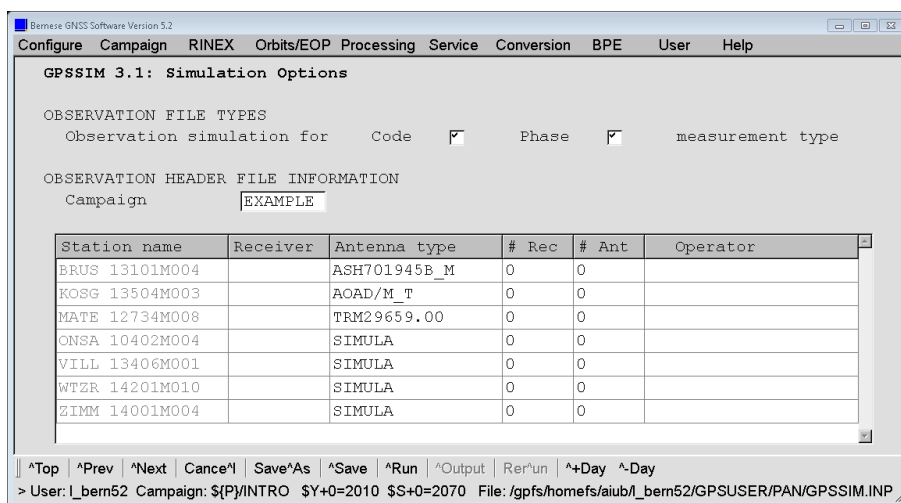 Bernese GNSS Software Version 5.2
Configure Campaign RINEX Orbits/EOP Processing Service Conversion BPE User Help
GPSSIM 3.1: Simulation Options
OBSERVATION FILE TYPES
Observation simulation for Code Phase measurement type
OBSERVATION HEADER FILE INFORMATION
Campaign EXAMPLE
Station name Receiver Antenna type # Rec # Ant Operator
BRUS 13101M004 ASH701945B_M 0 0
KOSG 13504M003 AOAD/M_T 0 0
MATE 12734M008 TRM29659.00 0 0
ONSA 10402M004 SIMULA 0 0
VILL 13406M001 SIMULA 0 0
WTZR 14201M010 SIMULA 0 0
ZIMM 14001M004 SIMULA 0 0
^Top ^Prev ^Next Cance^l Save^As ^Save ^Run ^Output Rer^un ^+Day ^-Day
> User: l_bern52 Campaign: ${P}/INTRO $Y+0=2010 $S+0=2070 File: /gpfs/homefs/aiub/l_bern52/GPSUSER/PAN/GPSSIM.INP